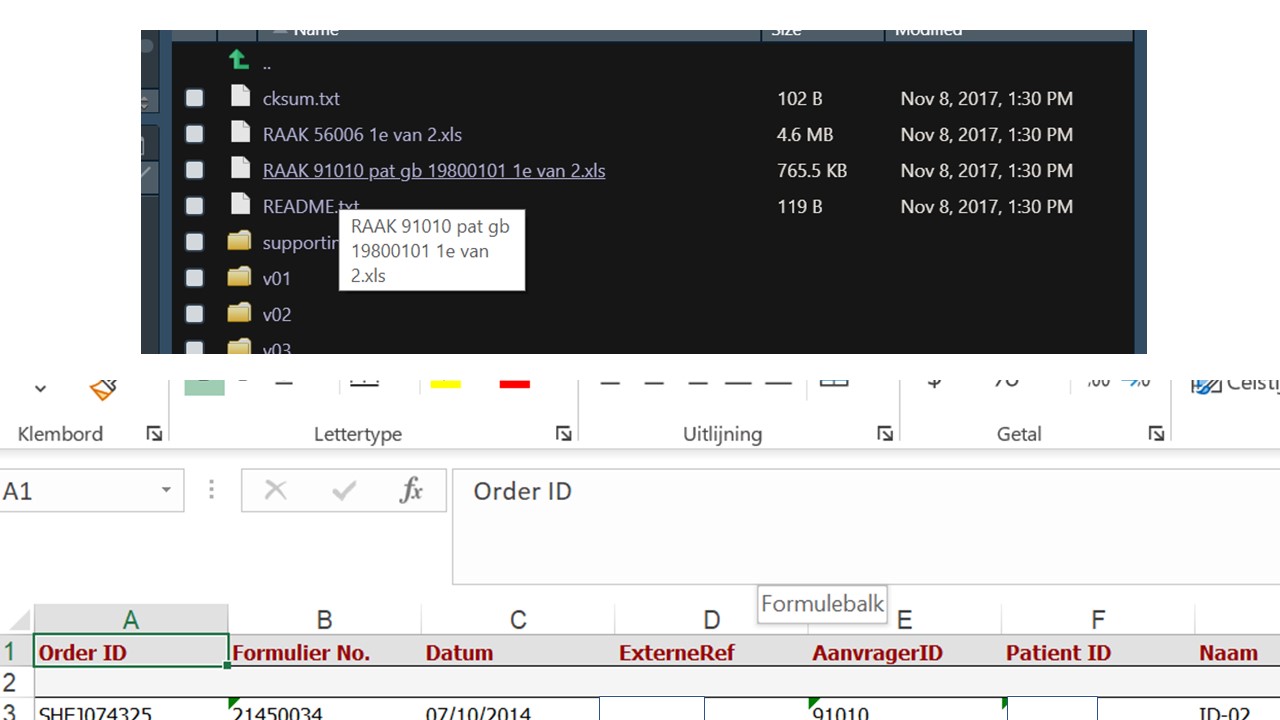 Name Size Modified
..
cksum.txt 102 B Nov 8, 2017, 1:30 PM
RAAK 56006 1e van 2.xls 4.6 MB Nov 8, 2017, 1:30 PM
RAAK 91010 pat gb 19800101 1e van 2.xls 765.5 KB Nov 8, 2017, 1:30 PM
README.txt 119 B Nov 8, 2017, 1:30 PM
RAAK 91010 pat gb
19800101 1e van
2.xls
supportin
v01
v02
v03
Klembord Lettertype Uitlijning Getal
A1 fx Order ID
Formulebalk
A B C D E F
1 Order ID Formulier No. Datum ExterneRef AanvragerID Patient ID Naam
2
3 21450034 07/10/2014 91010 ID-02